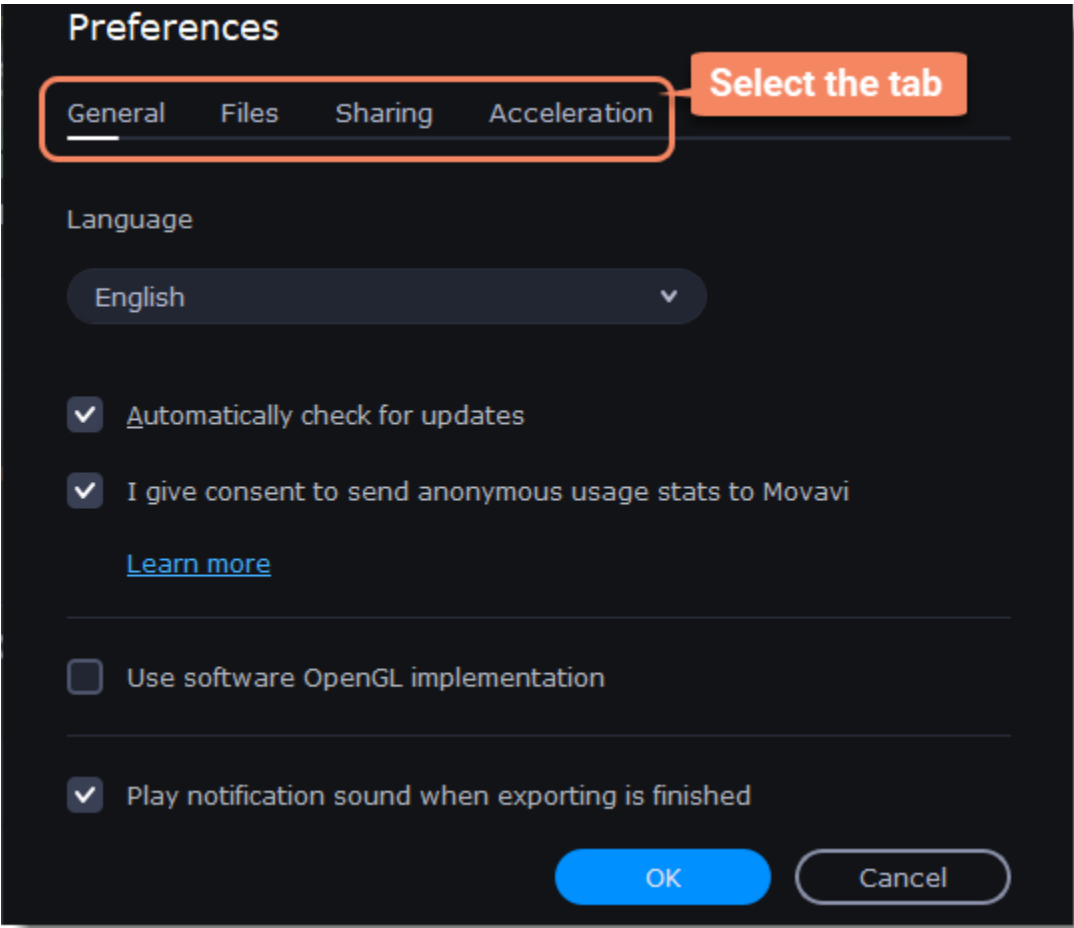 Preferences
General Files Sharing Acceleration
Select the tab
Language
English
Automatically check for updates
I give consent to send anonymous usage stats to Movavi
Learn more
Use software OpenGL implementation
Play notification sound when exporting is finished
OK Cancel